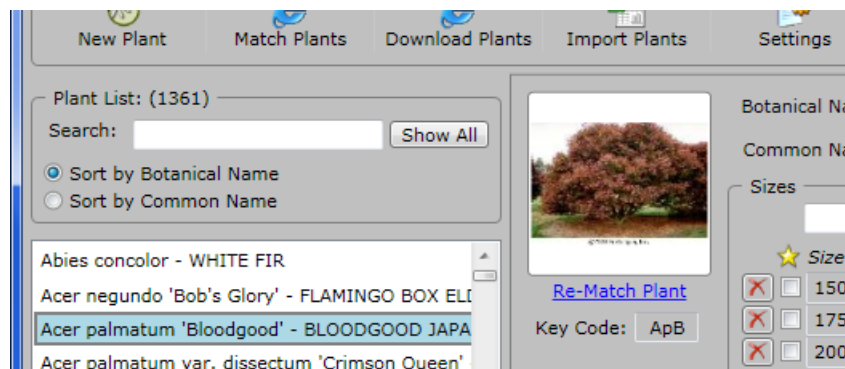 New Plant Match Plants Download Plants Import Plants Settings
Plant List: (1361)
Search: Show All
Sort by Botanical Name
Sort by Common Name
Abies concolor - WHITE FIR
Acer negundo 'Bob's Glory' - FLAMINGO BOX ELD
Acer palmatum 'Bloodgood' - BLOODGOOD JAPA
Acer palmatum var. dissectum 'Crimson Queen'
Re-Match Plant
Key Code: ApB
Botanical Na
Common Na
Sizes
Size
150
175
200